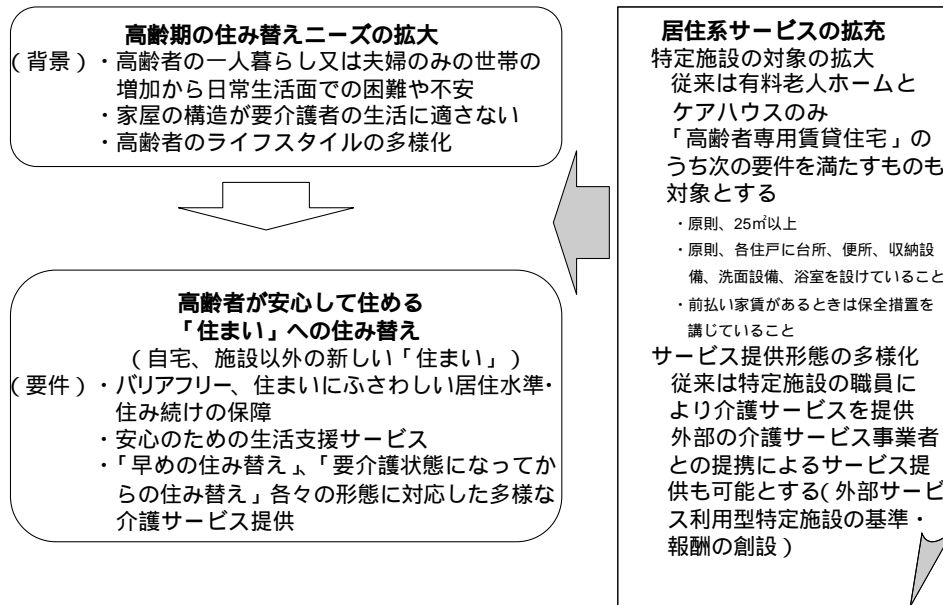 高齢期の住み替えニーズの拡大
(背景)・高齢者の一人暮らし又は夫婦のみの世帯の
増加から日常生活面での困難や不安
・家屋の構造が要介護者の生活に適さない
・高齢者のライフスタイルの多様化
高齢者が安心して住める
「住まい」への住み替え
(自宅、施設以外の新しい「住まい」)
(要件)・バリアフリー、住まいにふさわしい居住水準・
住み続けの保障
・安心のための生活支援サービス
・「早めの住み替え」、「要介護状態になってか
らの住み替え」各々の形態に対応した多様な
介護サービス提供
居住系サービスの拡充
特定施設の対象の拡大
従来は有料老人ホームと
ケアハウスのみ
「高齢者専用賃貸住宅」の
うち次の要件を満たすものも
対象とする
・原則、25㎡以上
・原則、各住戸に台所、便所、収納設
備、洗面設備、浴室を設けていること
・前払い家賃があるときは保全措置を
講じていること
サービス提供形態の多様化
従来は特定施設の職員に
より介護サービスを提供
外部の介護サービス事業者
との提携によるサービス提
供も可能とする(外部サービ
ス利用型特定施設の基準・
報酬の創設)